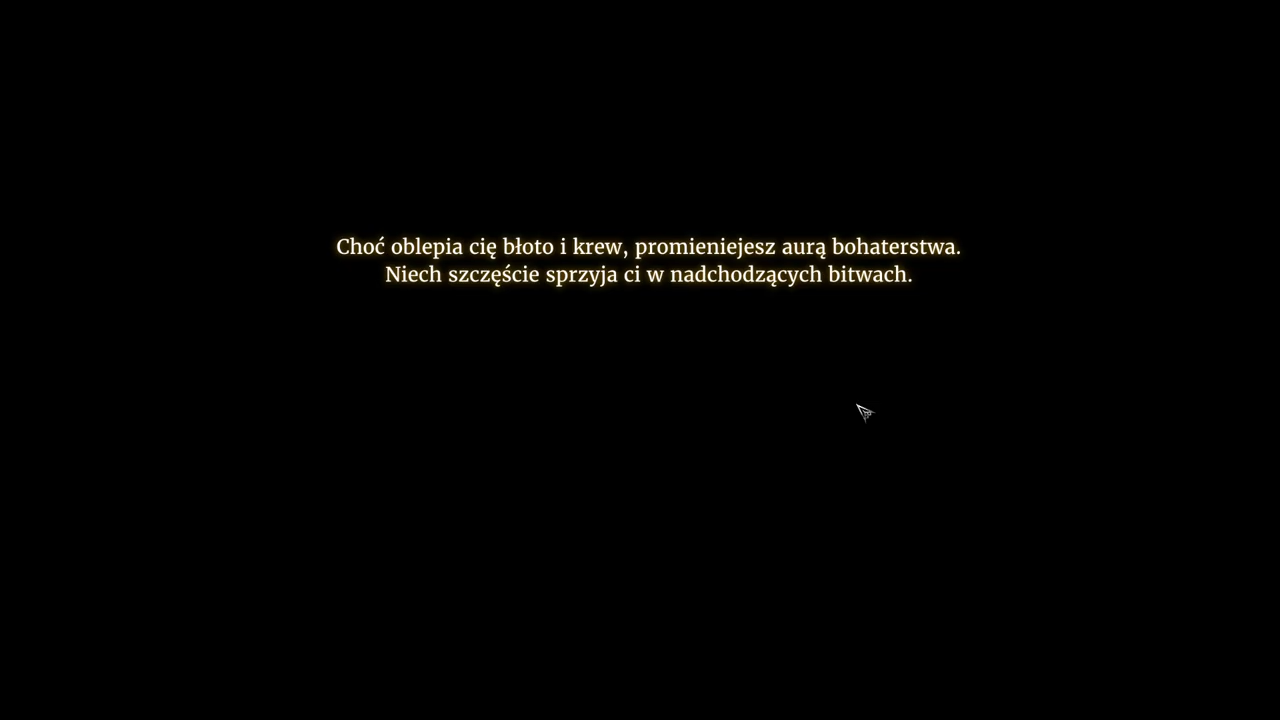 Choć oblepia cię błoto i krew, promieniejesz aurą bohaterstwa.
Niech szczęście sprzyja ci w nadchodzących bitwach.